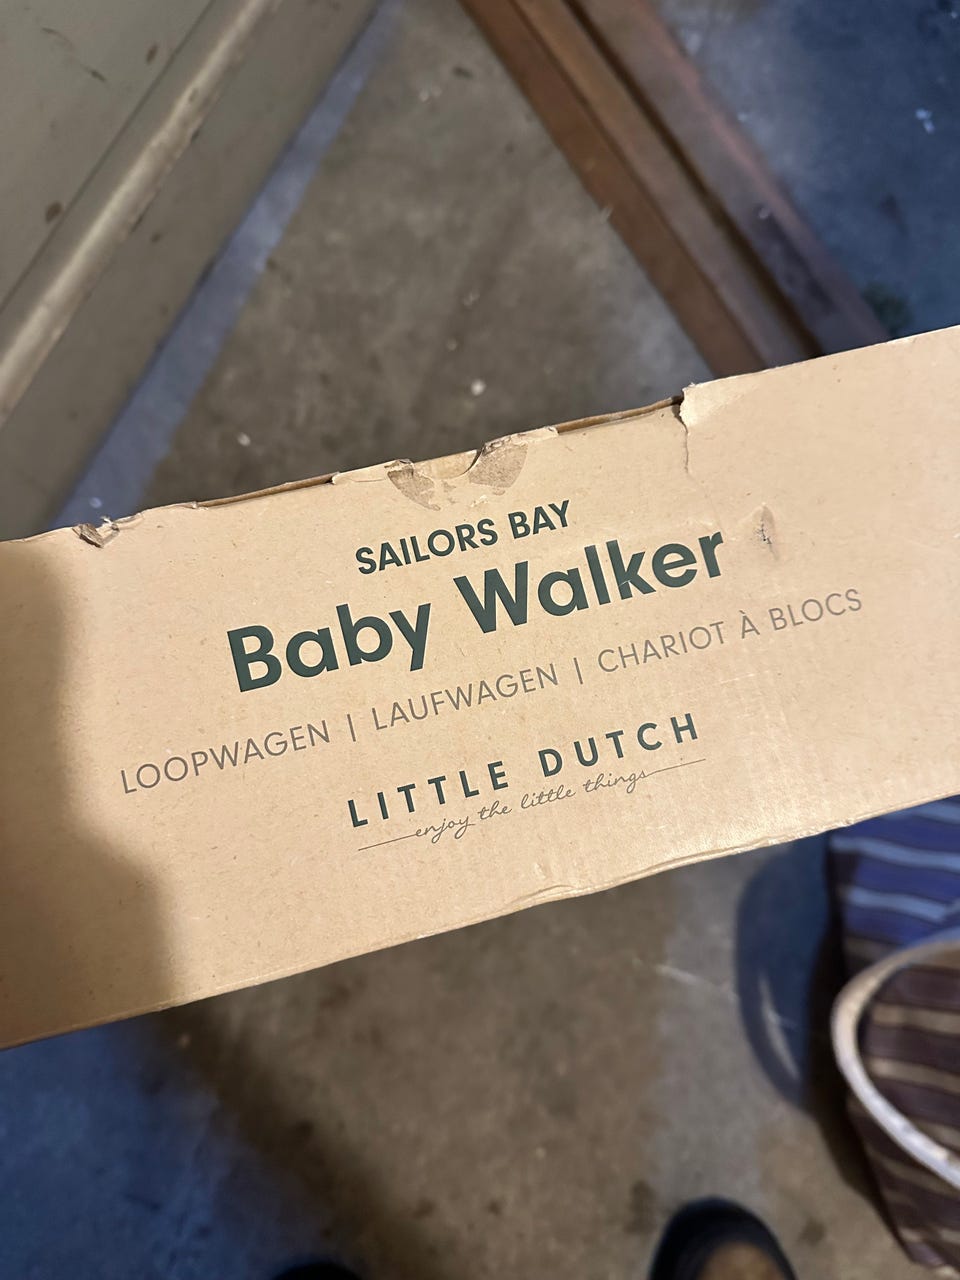 SAILORS BAY
Baby Walker
LOOPWAGEN | LAUFWAGEN | CHARIOT À BLOCS
LITTLE DUTCH
enjoy the little things